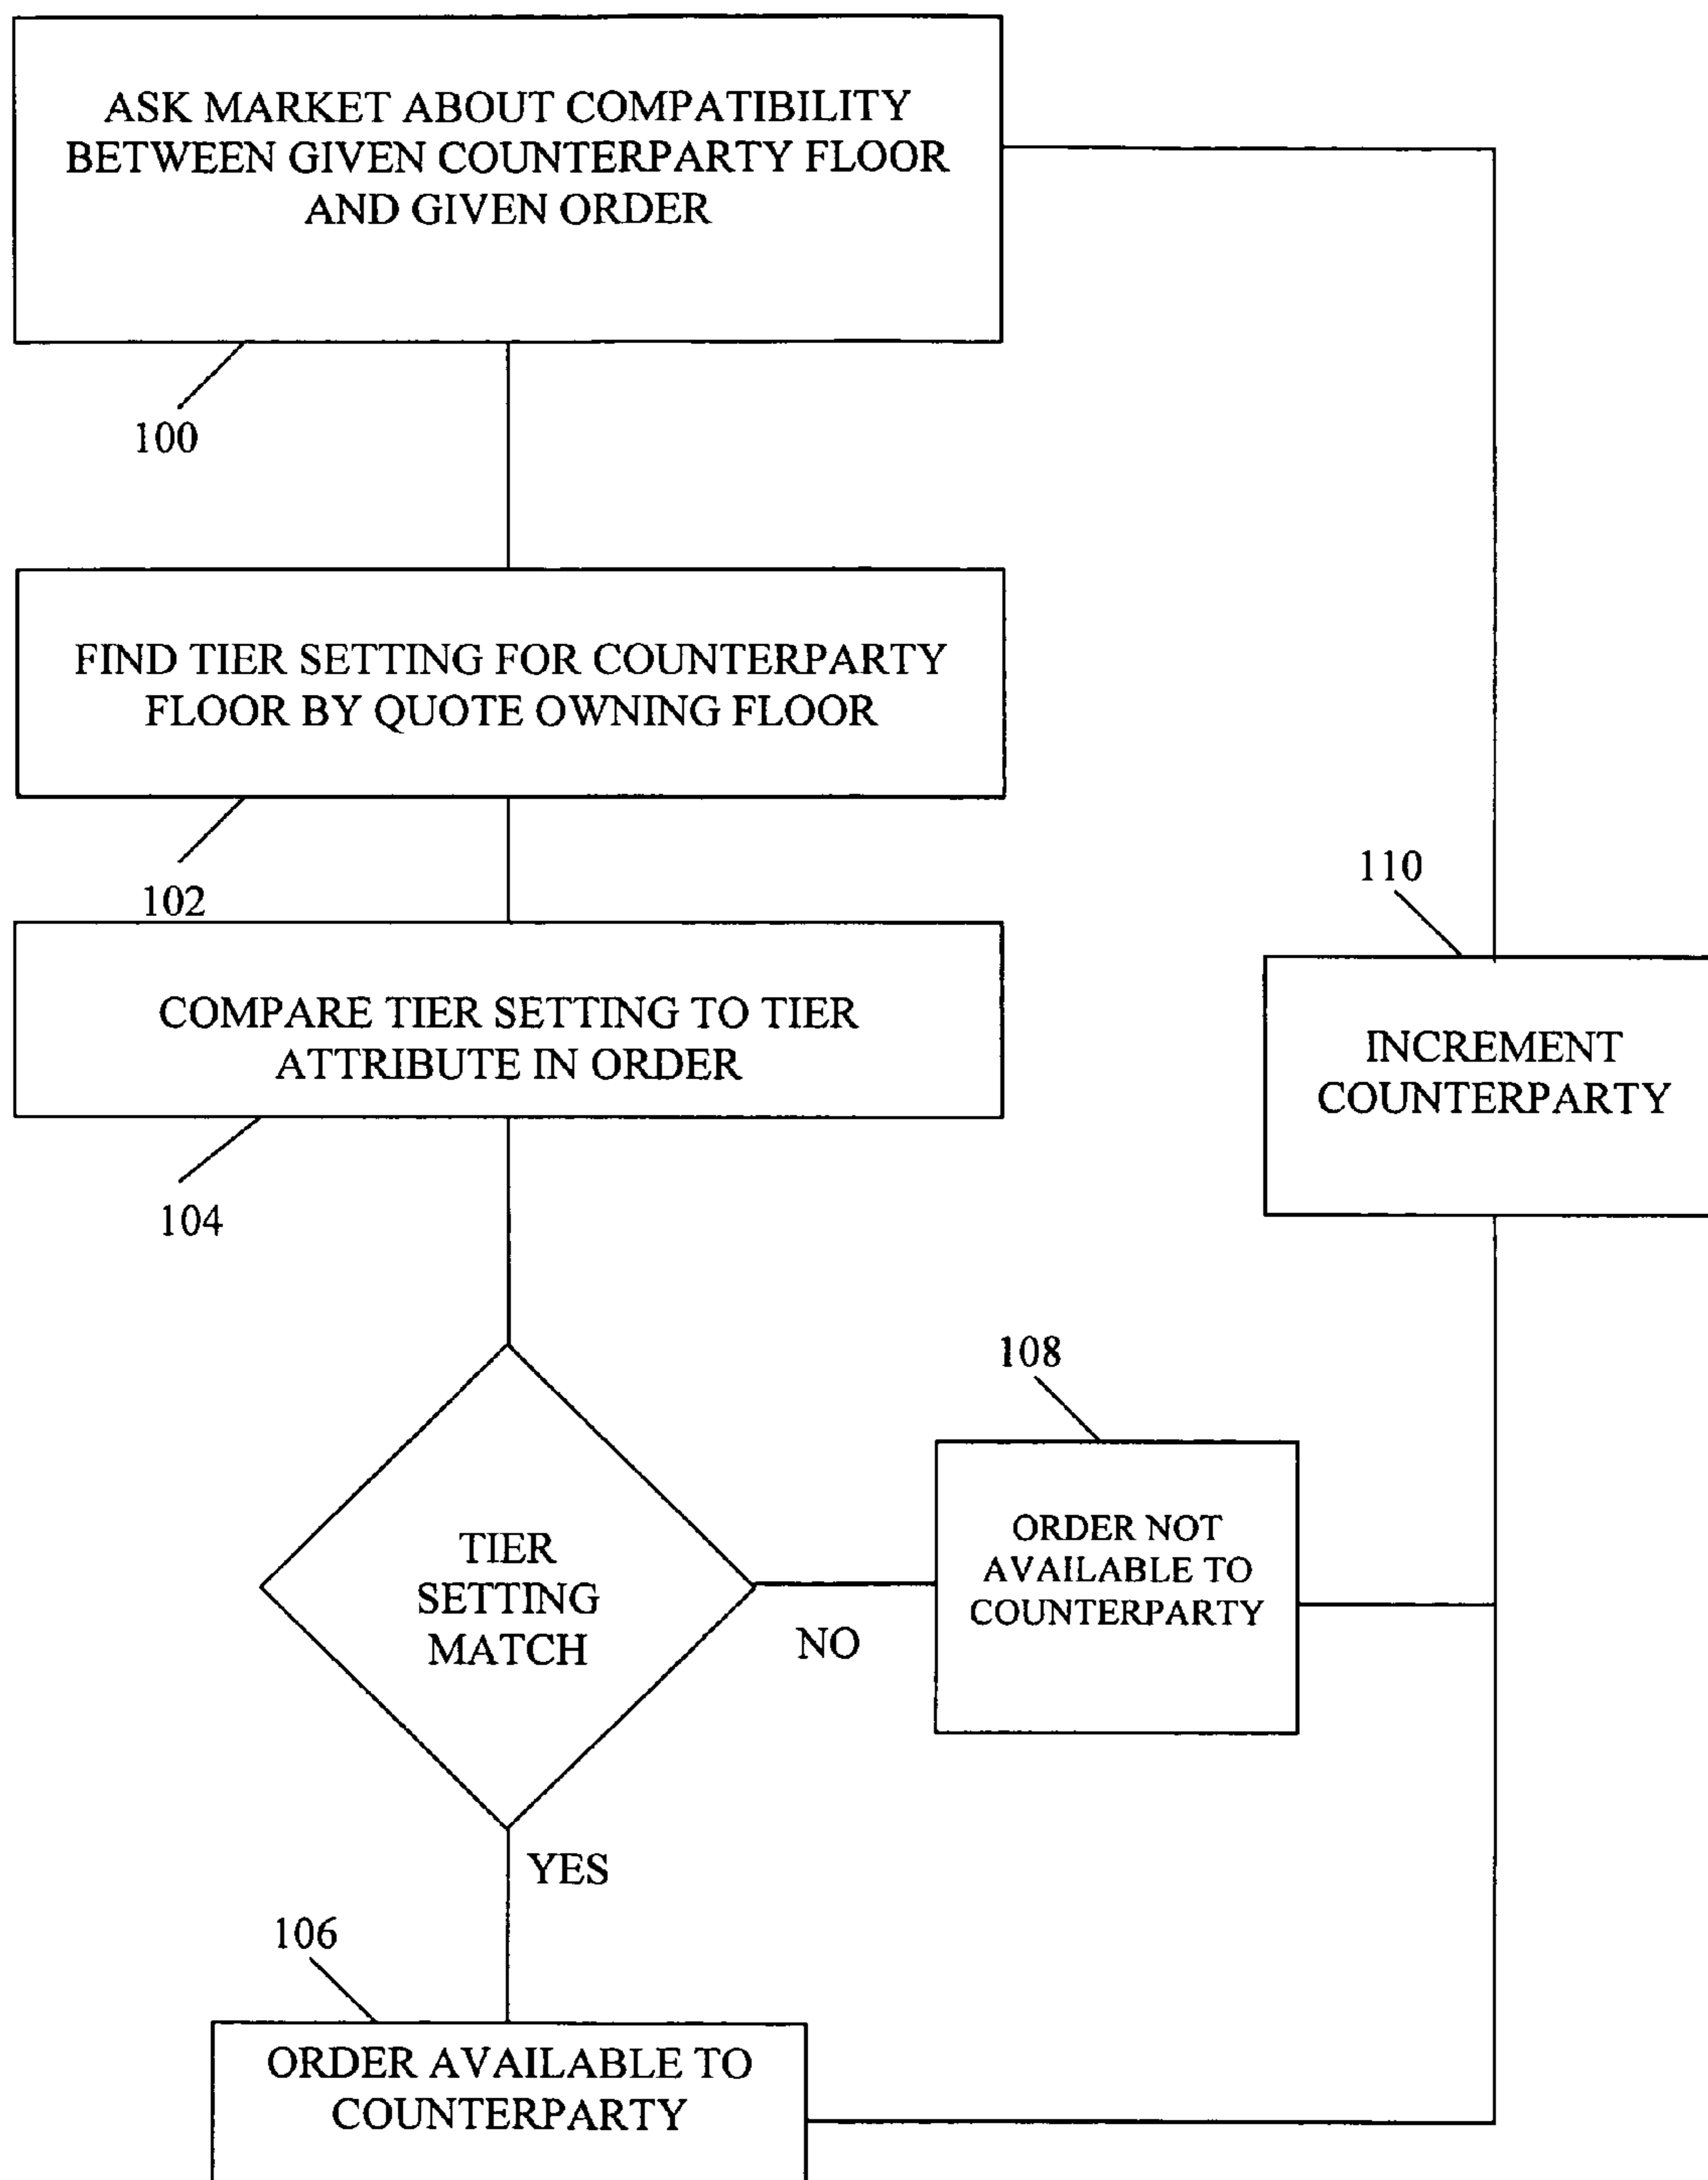 ASK MARKET ABOUT COMPATIBILITY
BETWEEN GIVEN COUNTERPARTY FLOOR
AND GIVEN ORDER
100
FIND TIER SETTING FOR COUNTERPARTY
FLOOR BY QUOTE OWNING FLOOR
102
COMPARE TIER SETTING TO TIER
ATTRIBUTE IN ORDER
104
110
INCREMENT
COUNTERPARTY
TIER
SETTING
MATCH
NO
108
ORDER NOT
AVAILABLE TO
COUNTERPARTY
YES
106
ORDER AVAILABLE TO
COUNTERPARTY